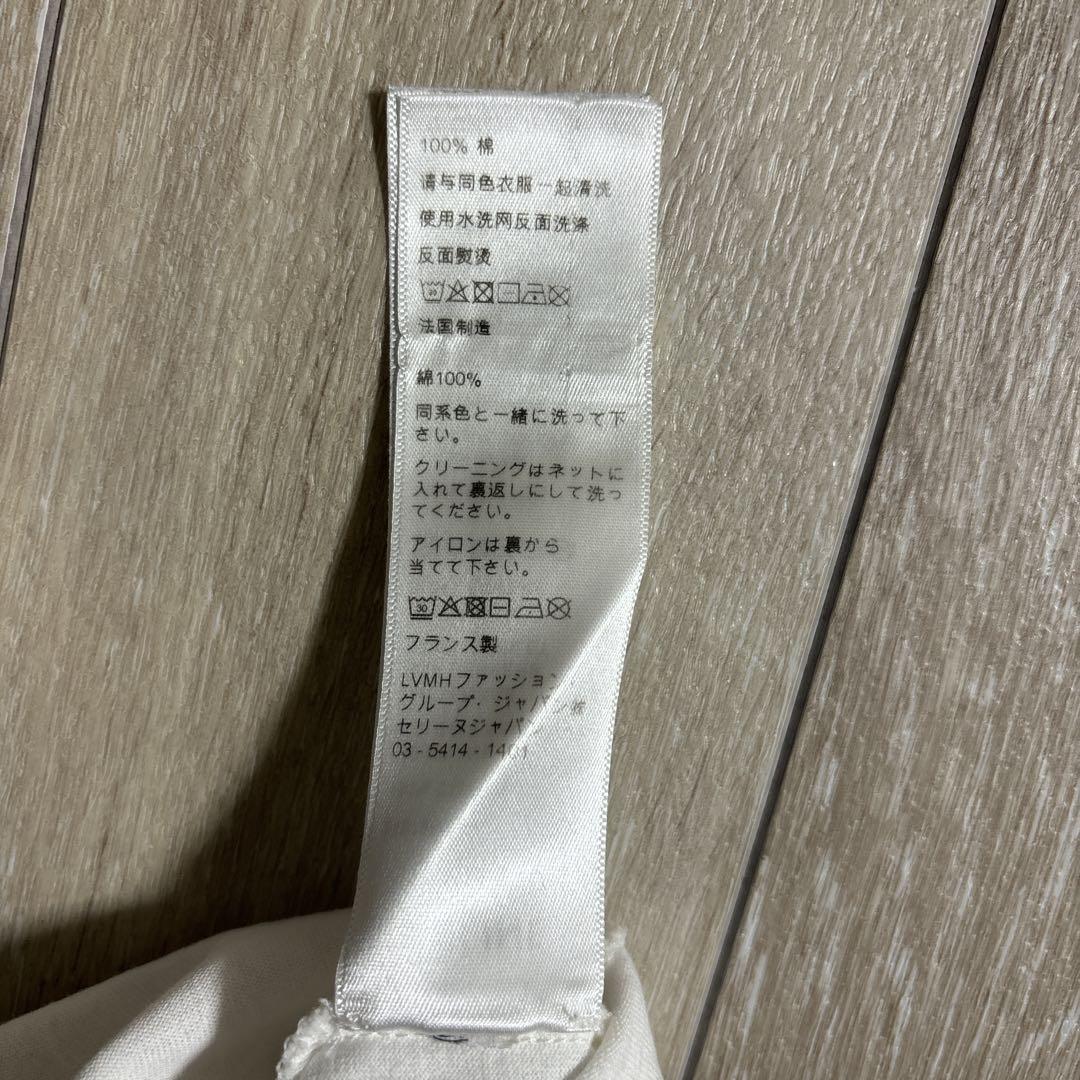 100% 棉
请与同色衣服一起清洗
使用水洗网反面洗涤
反面熨烫
法国制造
綿100%
同系色と一緒に洗って下
さい。
クリーニングはネットに
入れて裏返しにして洗っ
てください。
アイロンは裏から
当てて下さい。
30
フランス製
LVMHファッション
グループ・ジャパン㈱
セリーヌジャパン
03 - 5414 - 1401